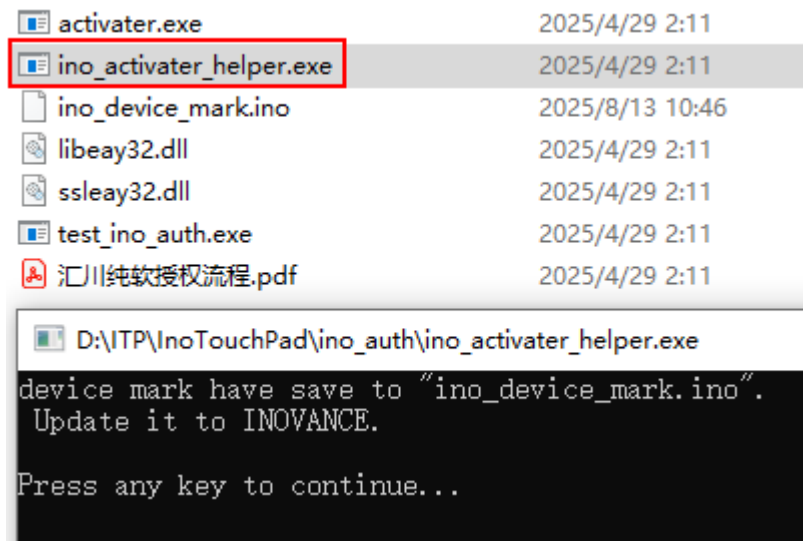 activater.exe 2025/4/29 2:11
ino_activater_helper.exe 2025/4/29 2:11
ino_device_mark.ino 2025/8/13 10:46
libeay32.dll 2025/4/29 2:11
ssleay32.dll 2025/4/29 2:11
test_ino_auth.exe 2025/4/29 2:11
汇川纯软授权流程.pdf 2025/4/29 2:11
D:\ITP\InoTouchPad\ino_auth\ino_activater_helper.exe
device mark have save to "ino_device_mark.ino".
Update it to INOVANCE.
Press any key to continue...